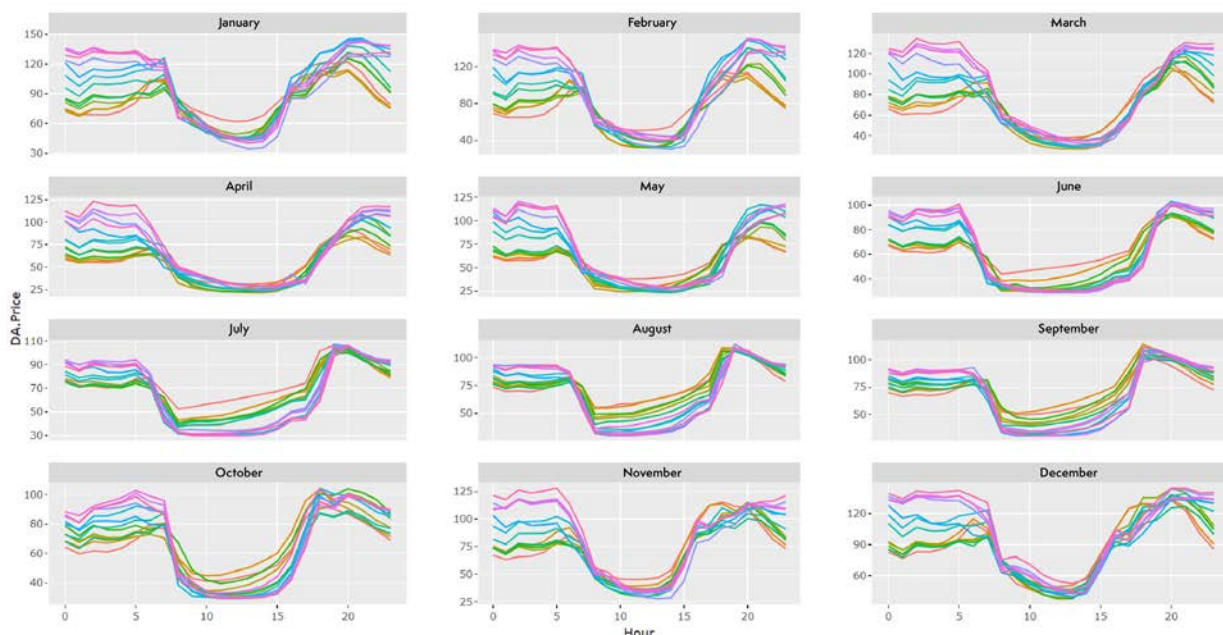 January
February
March
150
120
90
60
30
120
80
40
120
100
80
60
40
April
May
June
125
100
75
50
25
125
100
75
50
25
100
80
60
40
DA.Price
July
August
September
110
90
70
50
30
100
75
50
100
75
50
October
November
December
100
80
60
40
125
100
75
50
25
120
90
60
0 5 10 15 20
0 5 10 15 20
0 5 10 15 20
Hour